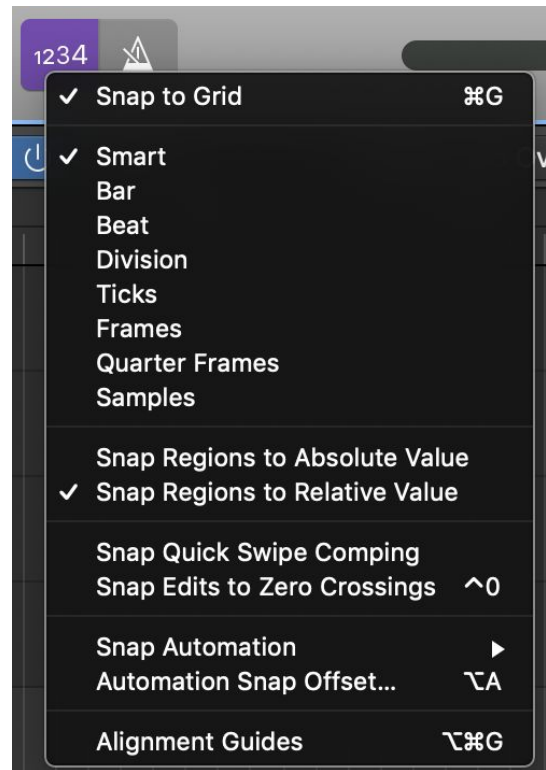 1234
✓ Snap to Grid ⌘G
✓ Smart
Bar
Beat
Division
Ticks
Frames
Quarter Frames
Samples
Snap Regions to Absolute Value
✓ Snap Regions to Relative Value
Snap Quick Swipe Comping
Snap Edits to Zero Crossings ^0
Snap Automation ▶
Automation Snap Offset... ⌥A
Alignment Guides ⌥⌘G